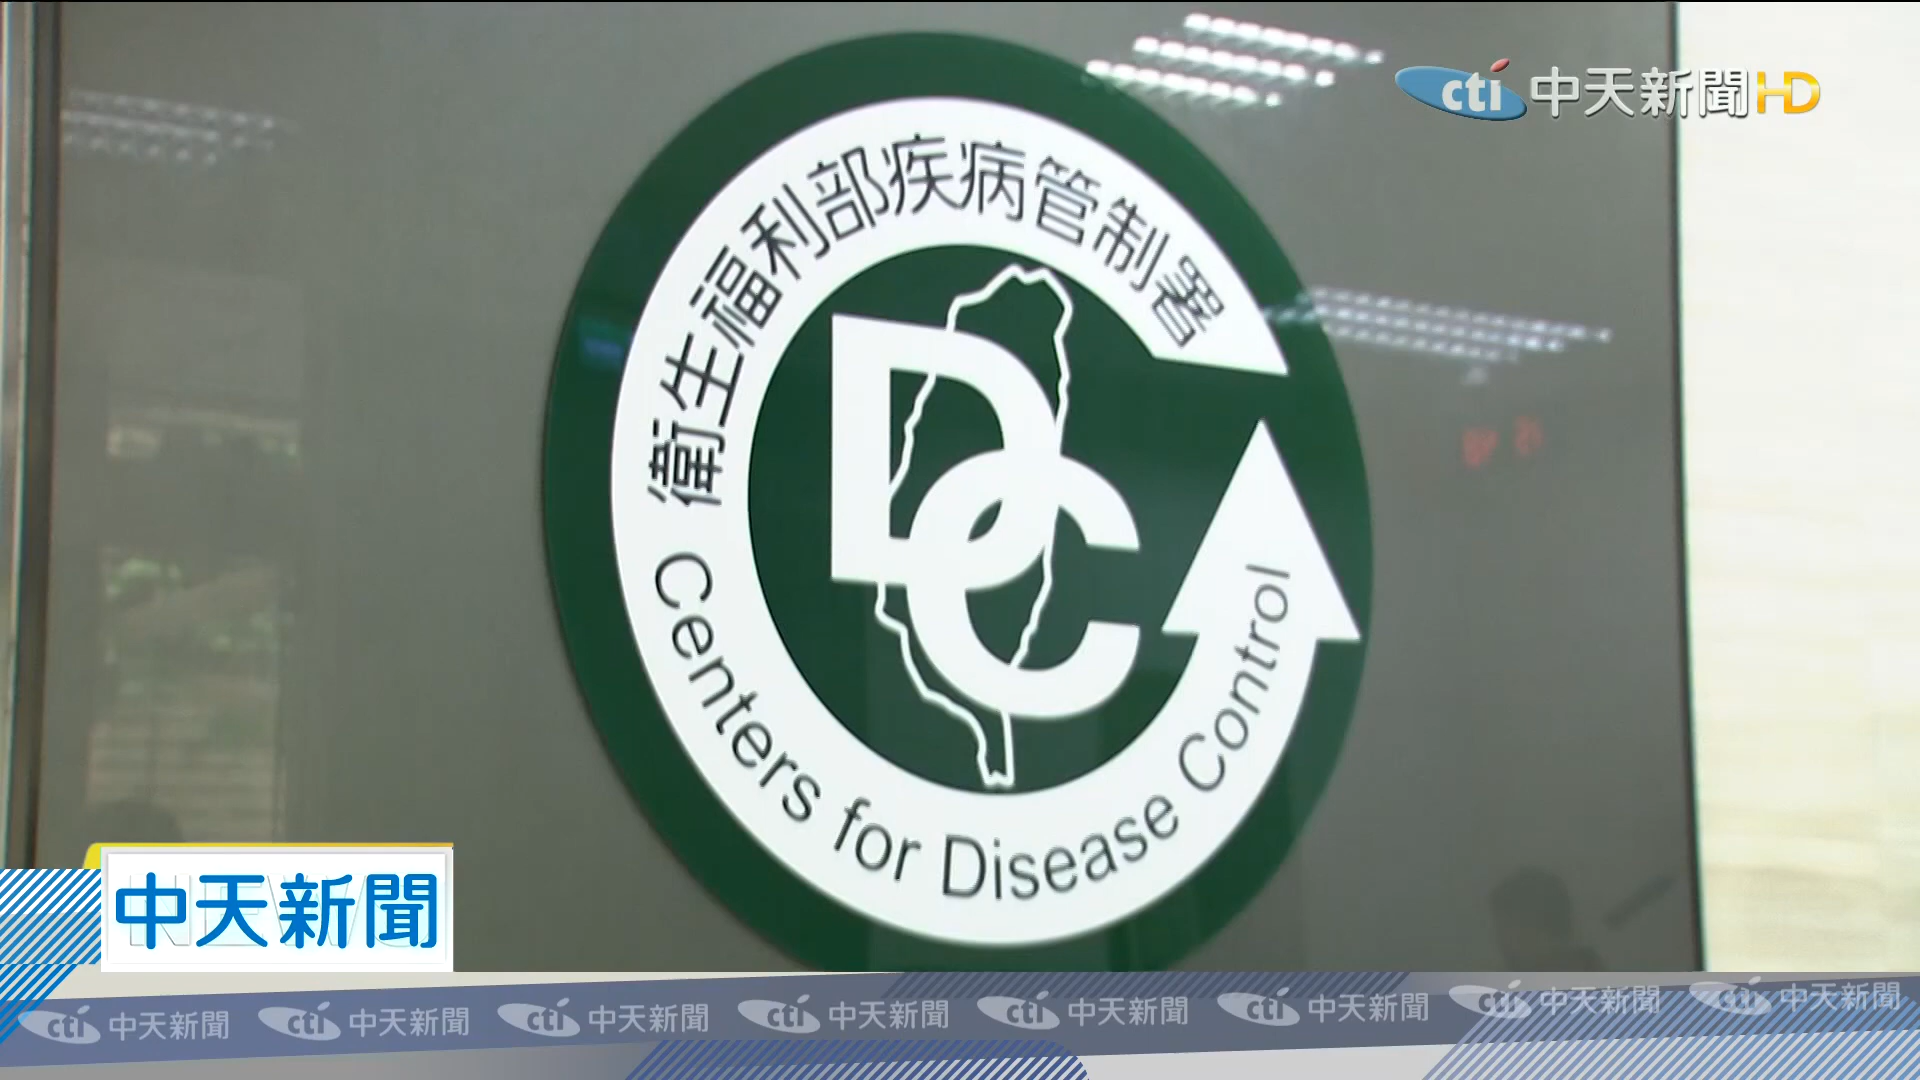 cti 中天新聞HD
衛生福利部疾病管制署
DC
Centers for Disease Control
中天新聞
cti 中天新聞 cti 中天新聞 cti 中天新聞 cti 中天新聞 cti 中天新聞 cti 中天新聞 cti 中天新聞 cti 中天新聞